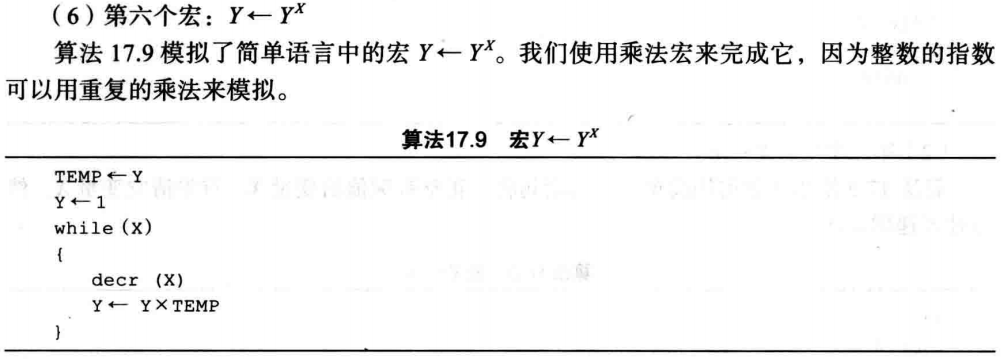 （6）第六个宏：Y←Y^X
算法 17.9 模拟了简单语言中的宏 Y←Y^X。我们使用乘法宏来完成它，因为整数的指数
可以用重复的乘法来模拟。
算法17.9 宏Y←Y^X
TEMP←Y
Y←1
while (X)
{
decr (X)
Y← Y×TEMP
}